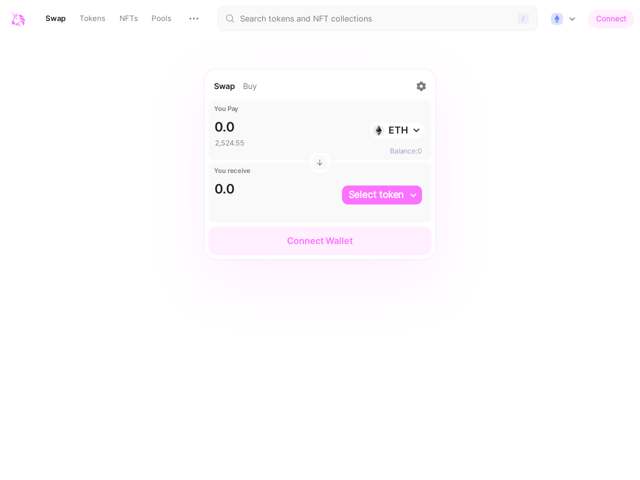 Swap
Tokens
NFTs
Pools
Search tokens and NFT collections
/
Connect
Swap
Buy
You Pay
0.0
ETH
2,524.55
Balance:0
You receive
0.0
Select token
Connect Wallet